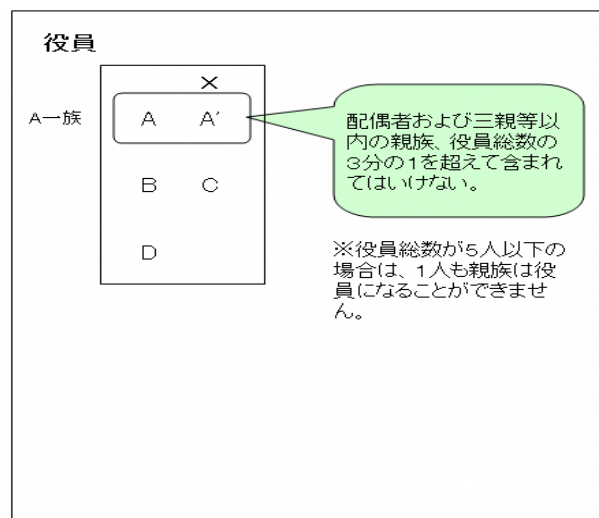 役員
×
A一族
A A’
B C
D
配偶者および三親等以
内の親族、役員総数の
3分の1を超えて含まれ
てはいけない。
※役員総数が5人以下の
場合は、1人も親族は役
員になることができませ
ん。